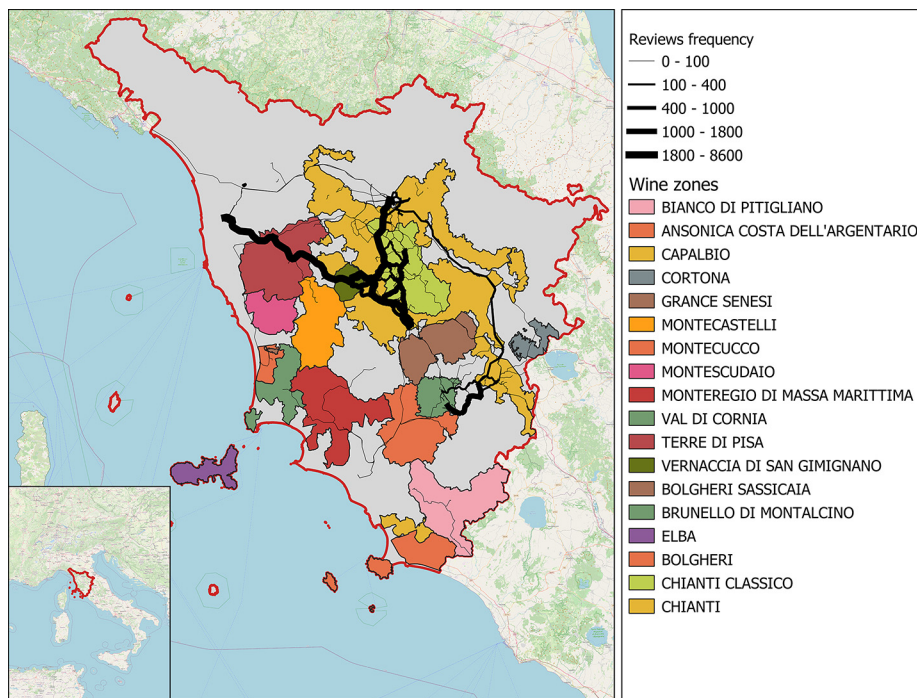 Reviews frequency
0 - 100
100 - 400
400 - 1000
1000 - 1800
1800 - 8600
Wine zones
BIANCO DI PITIGLIANO
ANSONICA COSTA DELL'ARGENTARIO
CAPALBIO
CORTONA
GRANCE SENESI
MONTECASTELLI
MONTECUCCO
MONTESCUDAIO
MONTEREGIO DI MASSA MARITTIMA
VAL DI CORNIA
TERRE DI PISA
VERNACCIA DI SAN GIMIGNANO
BOLGHERI SASSICAIA
BRUNELLO DI MONTALCINO
ELBA
BOLGHERI
CHIANTI CLASSICO
CHIANTI